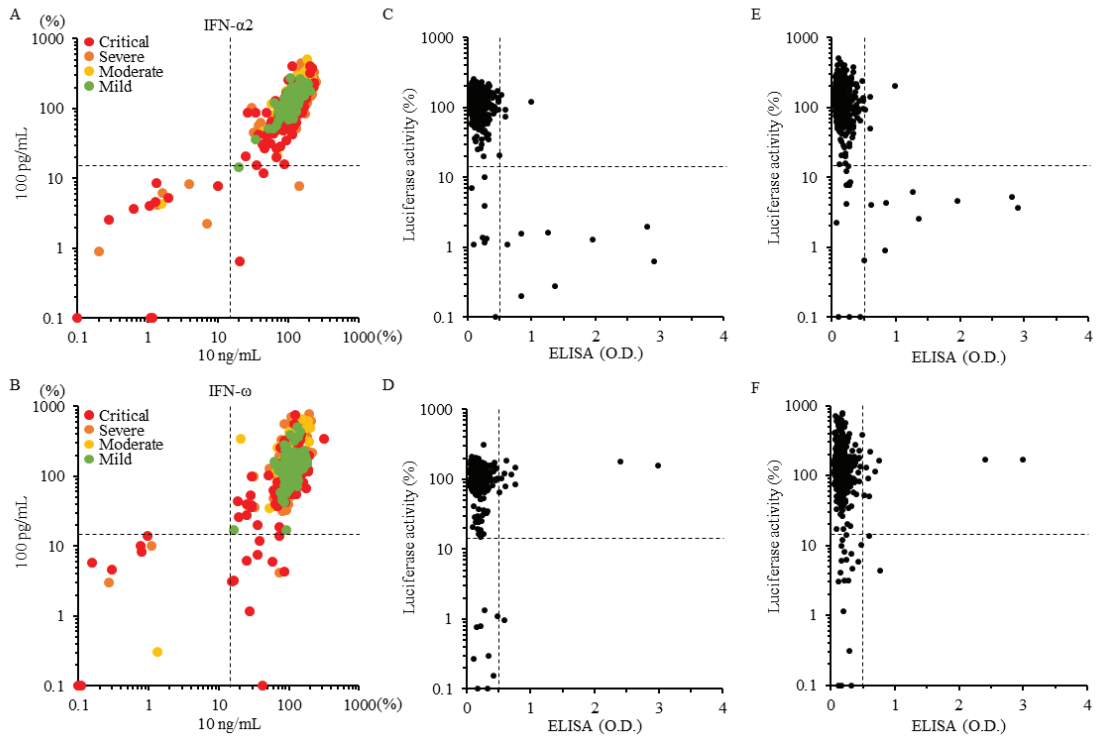 A
(%)
IFN-α2
1000
100
10
1
0.1
100 pg/mL
Critical
Severe
Moderate
Mild
0.1
1
10
100
1000(%)
10 ng/mL
C
1000
100
10
1
0.1
Luciferase activity (%)
0
1
2
3
4
ELISA (O.D.)
E
1000
100
10
1
0.1
Luciferase activity (%)
0
1
2
3
4
ELISA (O.D.)
B
(%)
IFN-ω
1000
100
10
1
0.1
100 pg/mL
Critical
Severe
Moderate
Mild
0.1
1
10
100
1000(%)
10 ng/mL
D
1000
100
10
1
0.1
Luciferase activity (%)
0
1
2
3
4
ELISA (O.D.)
F
1000
100
10
1
0.1
Luciferase activity (%)
0
1
2
3
4
ELISA (O.D.)